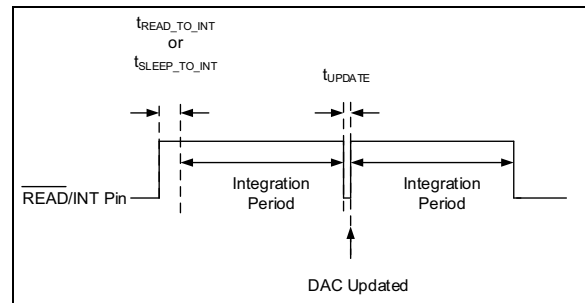 tREAD_TO_INT
or
tSLEEP_TO_INT
tUPDATE
READ/INT Pin
Integration
Period
Integration
Period
DAC Updated